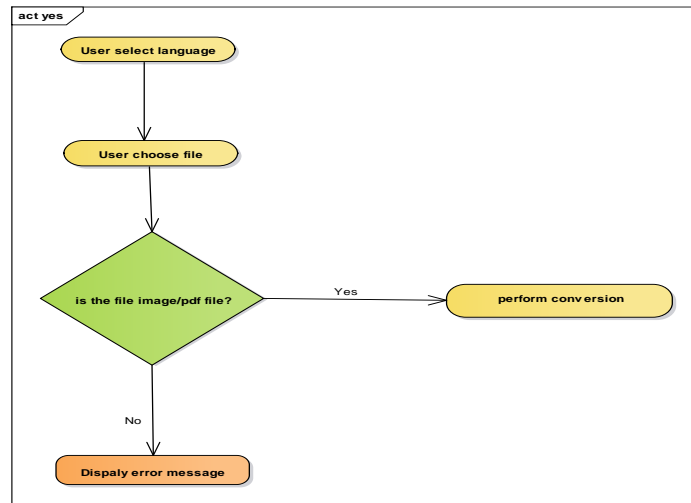 act yes
User select language
User choose file
is the file image/pdf file?
Yes
perform conversion
No
Dispaly error message